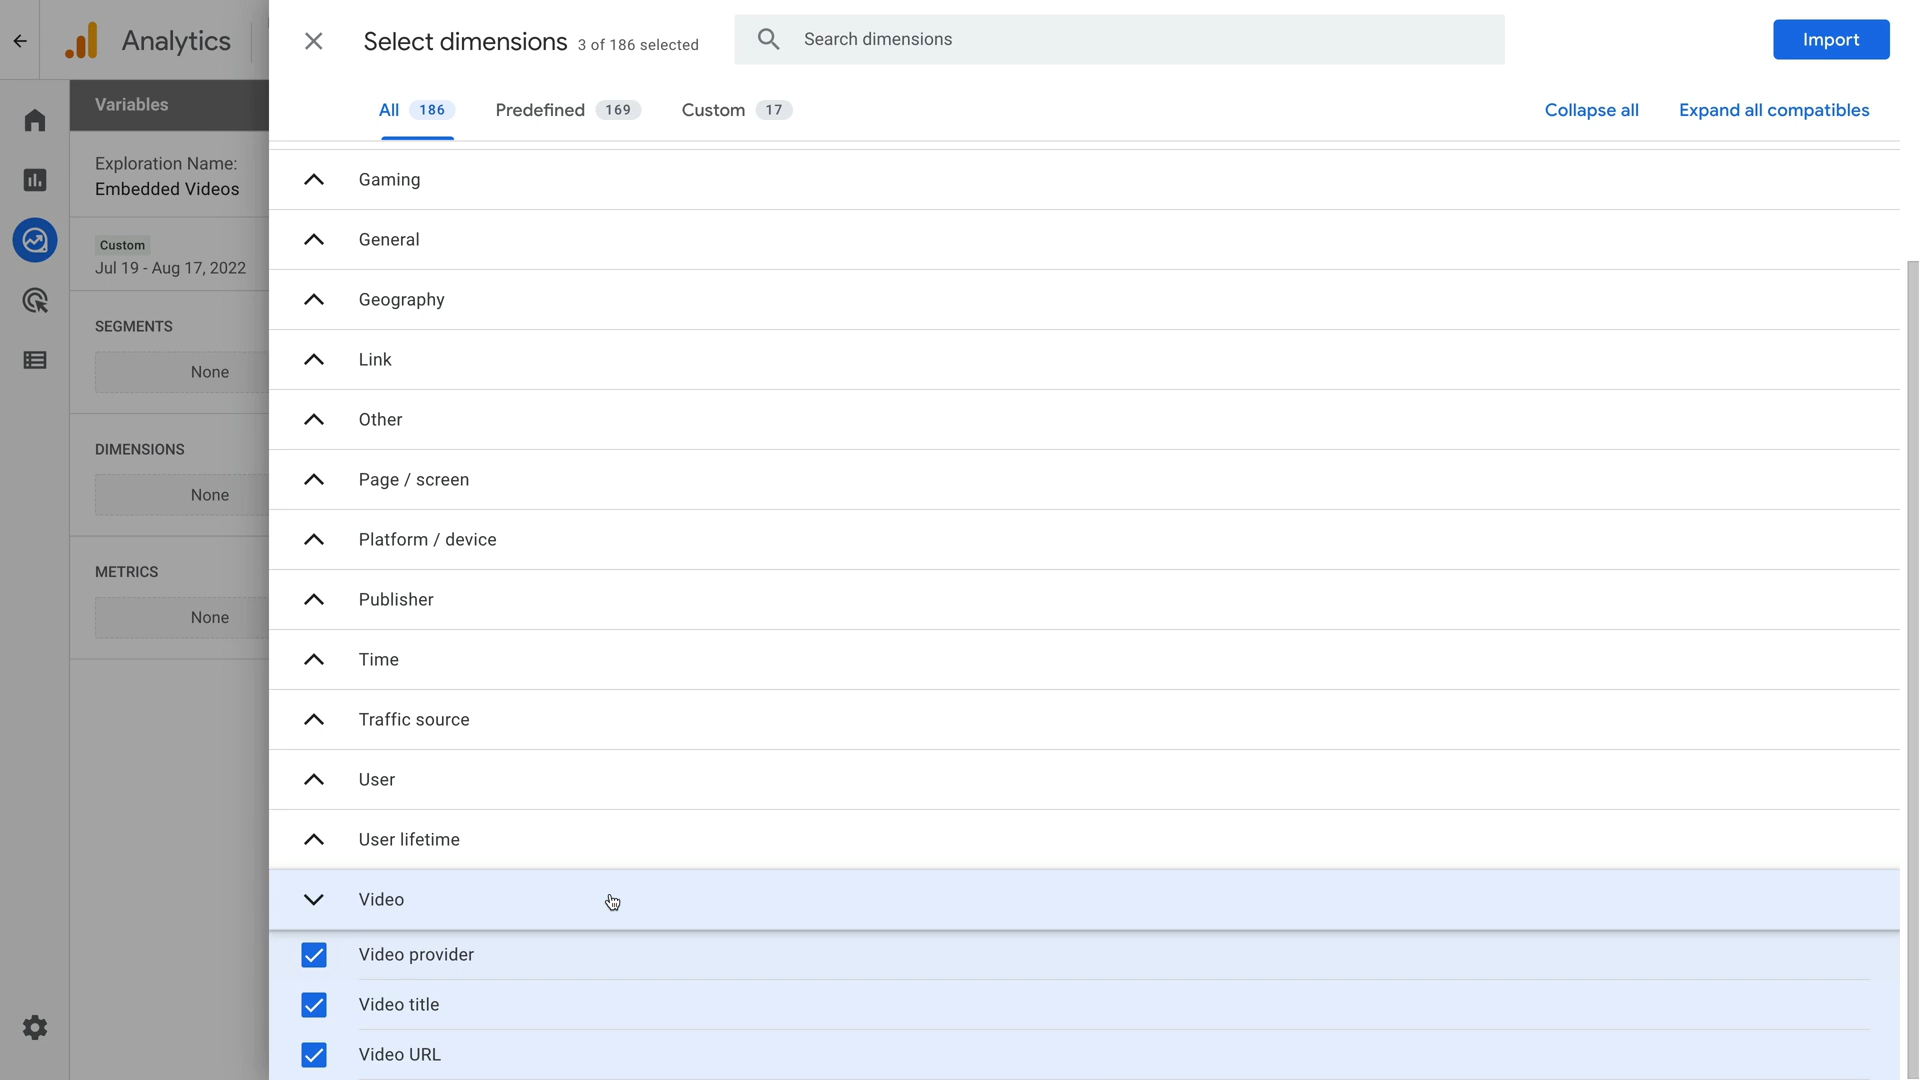 Analytics
Select dimensions 3 of 186 selected
Search dimensions
Import
Variables
All 186
Predefined 169
Custom 17
Collapse all
Expand all compatibles
Exploration Name:
Embedded Videos
Custom
Jul 19 - Aug 17, 2022
SEGMENTS
None
DIMENSIONS
None
METRICS
None
Gaming
General
Geography
Link
Other
Page / screen
Platform / device
Publisher
Time
Traffic source
User
User lifetime
Video
Video provider
Video title
Video URL